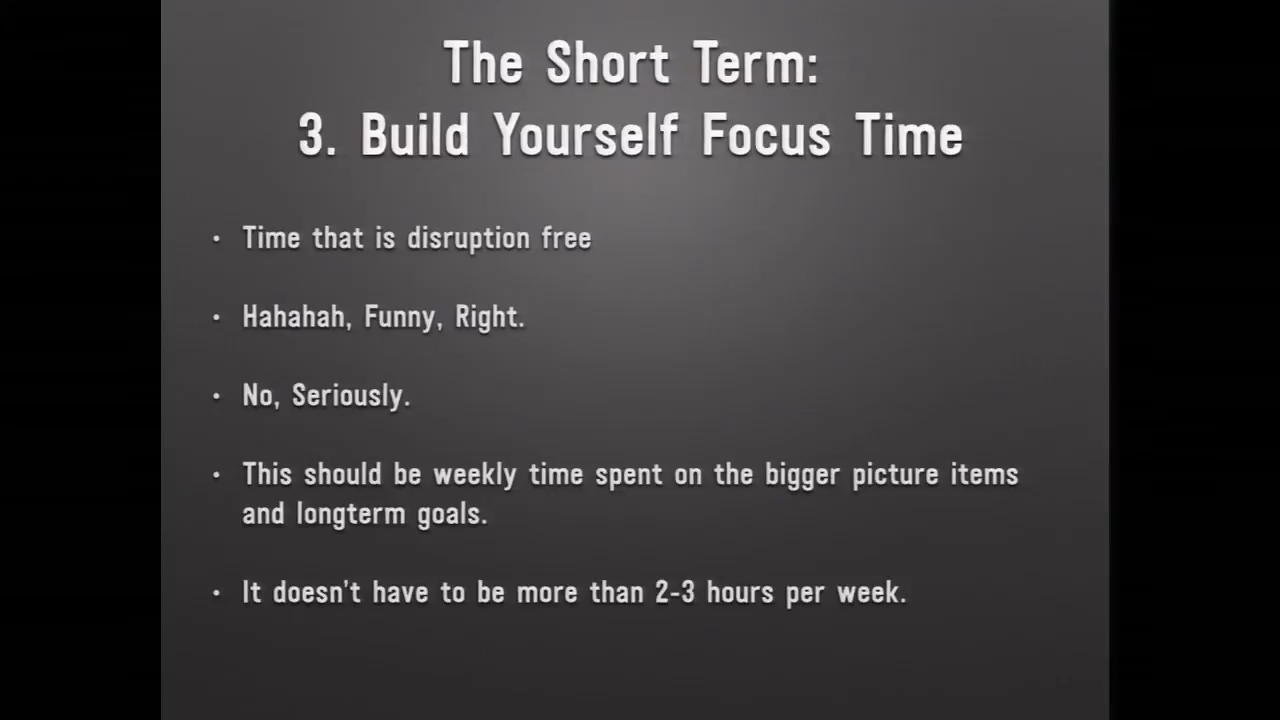 The Short Term:
3. Build Yourself Focus Time
• Time that is disruption free
• Hahahah, Funny, Right.
• No, Seriously.
• This should be weekly time spent on the bigger picture items
and longterm goals.
• It doesn't have to be more than 2-3 hours per week.